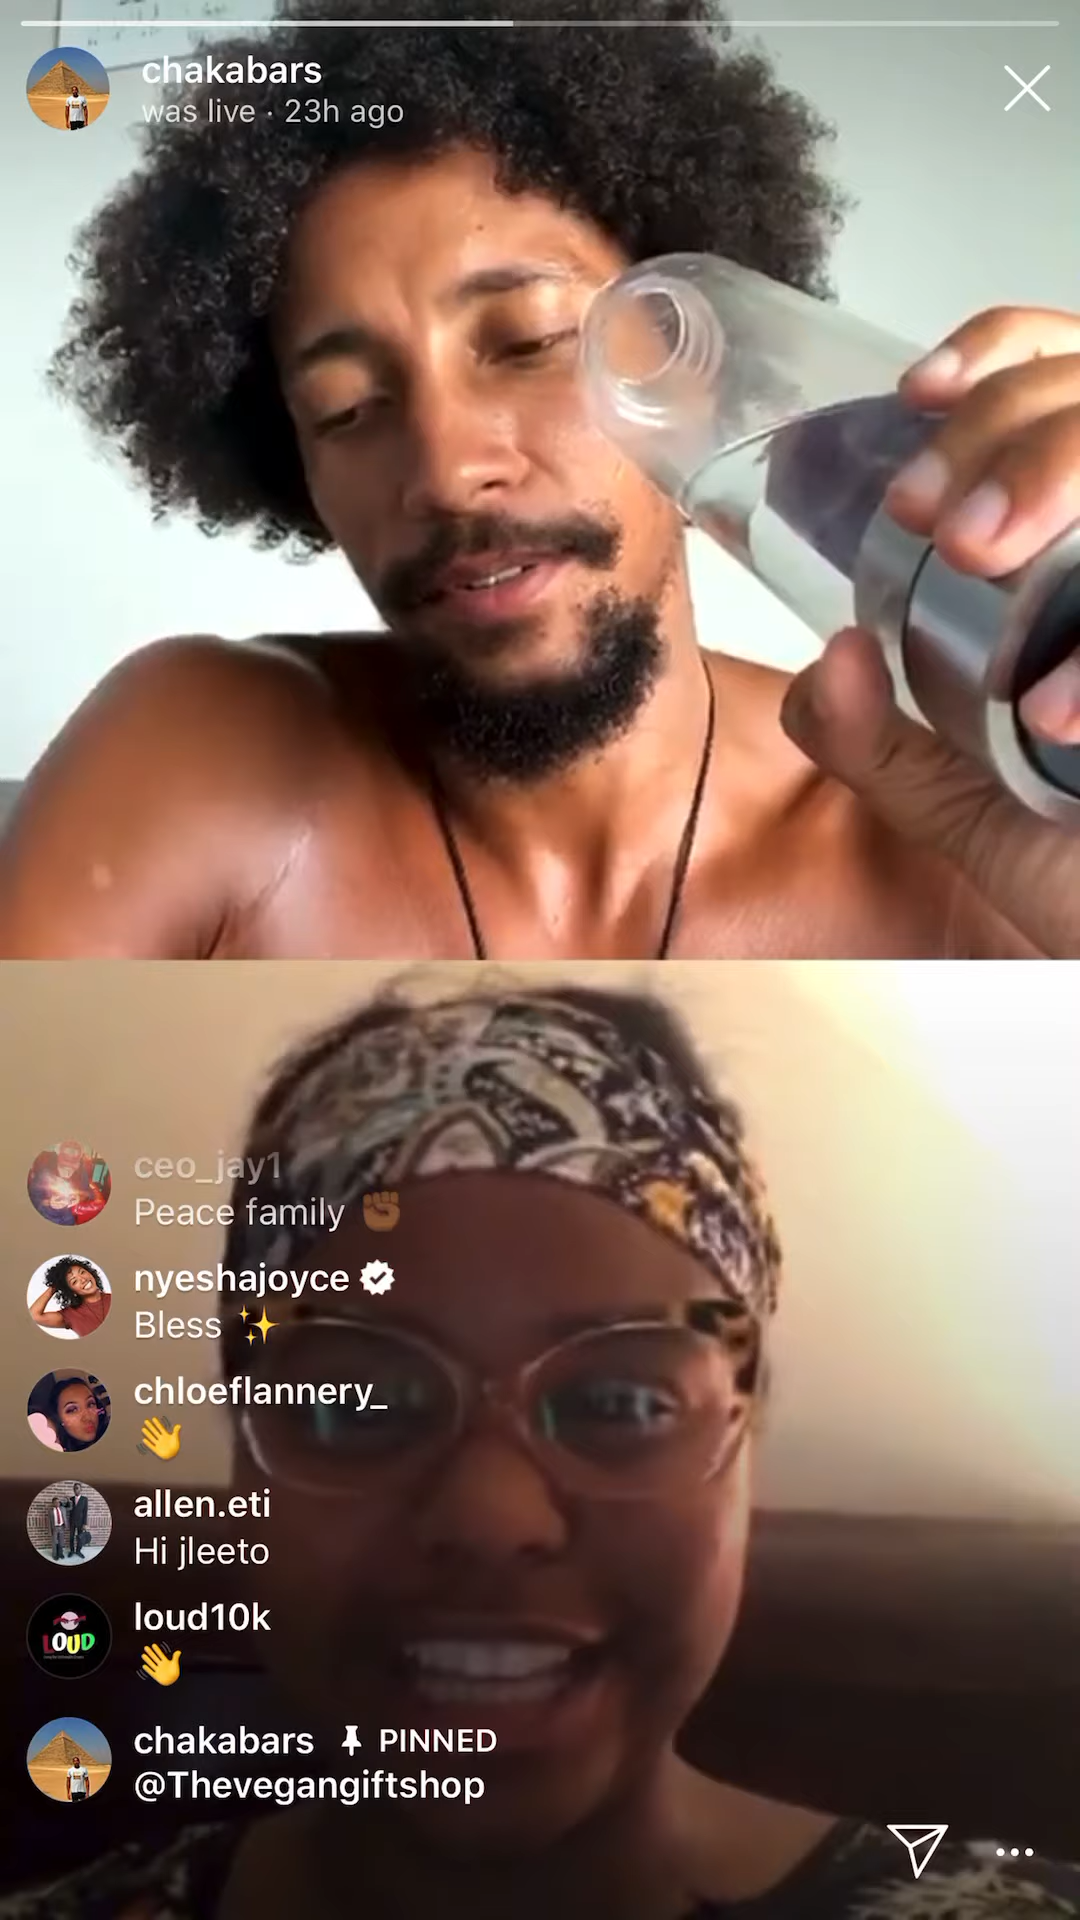 chakabars
was live · 23h ago
ceo_jay1
Peace family ✊🏾
nyeshajoyce
Bless ✨
chloeflannery_
👋
allen.eti
Hi jleeto
loud10k
👋
LOUD
chakabars PINNED
@Thevegangiftshop